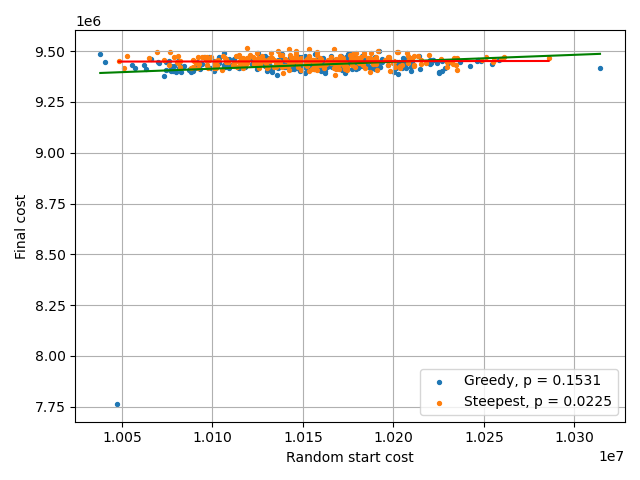 1e6
9.50
9.25
9.00
8.75
8.50
8.25
8.00
7.75
Final cost
1.005 1.010 1.015 1.020 1.025 1.030
1e7
Random start cost
Greedy, p = 0.1531
Steepest, p = 0.0225